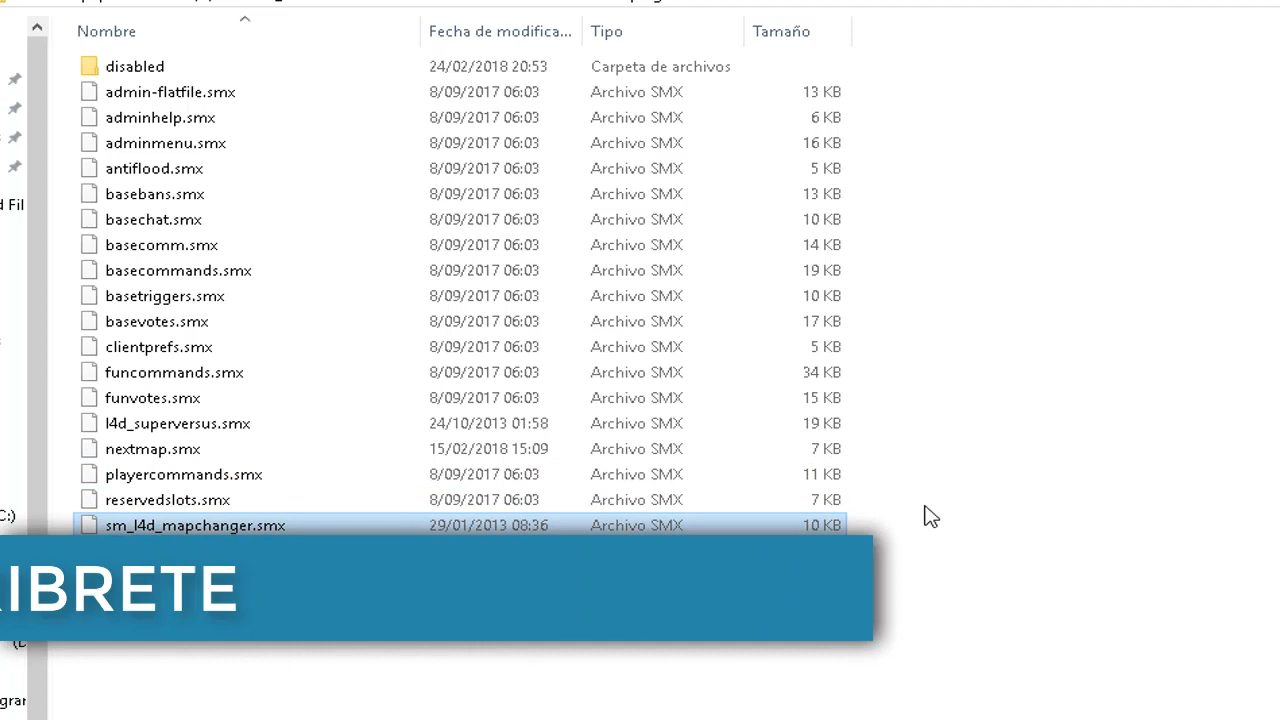 Nombre Fecha de modifica... Tipo Tamaño
disabled 24/02/2018 20:53 Carpeta de archivos
admin-flatfile.smx 8/09/2017 06:03 Archivo SMX 13 KB
adminhelp.smx 8/09/2017 06:03 Archivo SMX 6 KB
adminmenu.smx 8/09/2017 06:03 Archivo SMX 16 KB
antiflood.smx 8/09/2017 06:03 Archivo SMX 5 KB
basebans.smx 8/09/2017 06:03 Archivo SMX 13 KB
d Fil
basechat.smx 8/09/2017 06:03 Archivo SMX 10 KB
basecomm.smx 8/09/2017 06:03 Archivo SMX 14 KB
basecommands.smx 8/09/2017 06:03 Archivo SMX 19 KB
basetriggers.smx 8/09/2017 06:03 Archivo SMX 10 KB
basevotes.smx 8/09/2017 06:03 Archivo SMX 17 KB
clientprefs.smx 8/09/2017 06:03 Archivo SMX 5 KB
funcommands.smx 8/09/2017 06:03 Archivo SMX 34 KB
funvotes.smx 8/09/2017 06:03 Archivo SMX 15 KB
l4d_superversus.smx 24/10/2013 01:58 Archivo SMX 19 KB
nextmap.smx 15/02/2018 15:09 Archivo SMX 7 KB
playercommands.smx 8/09/2017 06:03 Archivo SMX 11 KB
reservedslots.smx 8/09/2017 06:03 Archivo SMX 7 KB
C:)
sm_l4d_mapchanger.smx 29/01/2013 08:36 Archivo SMX 10 KB
RIBRETE
grar